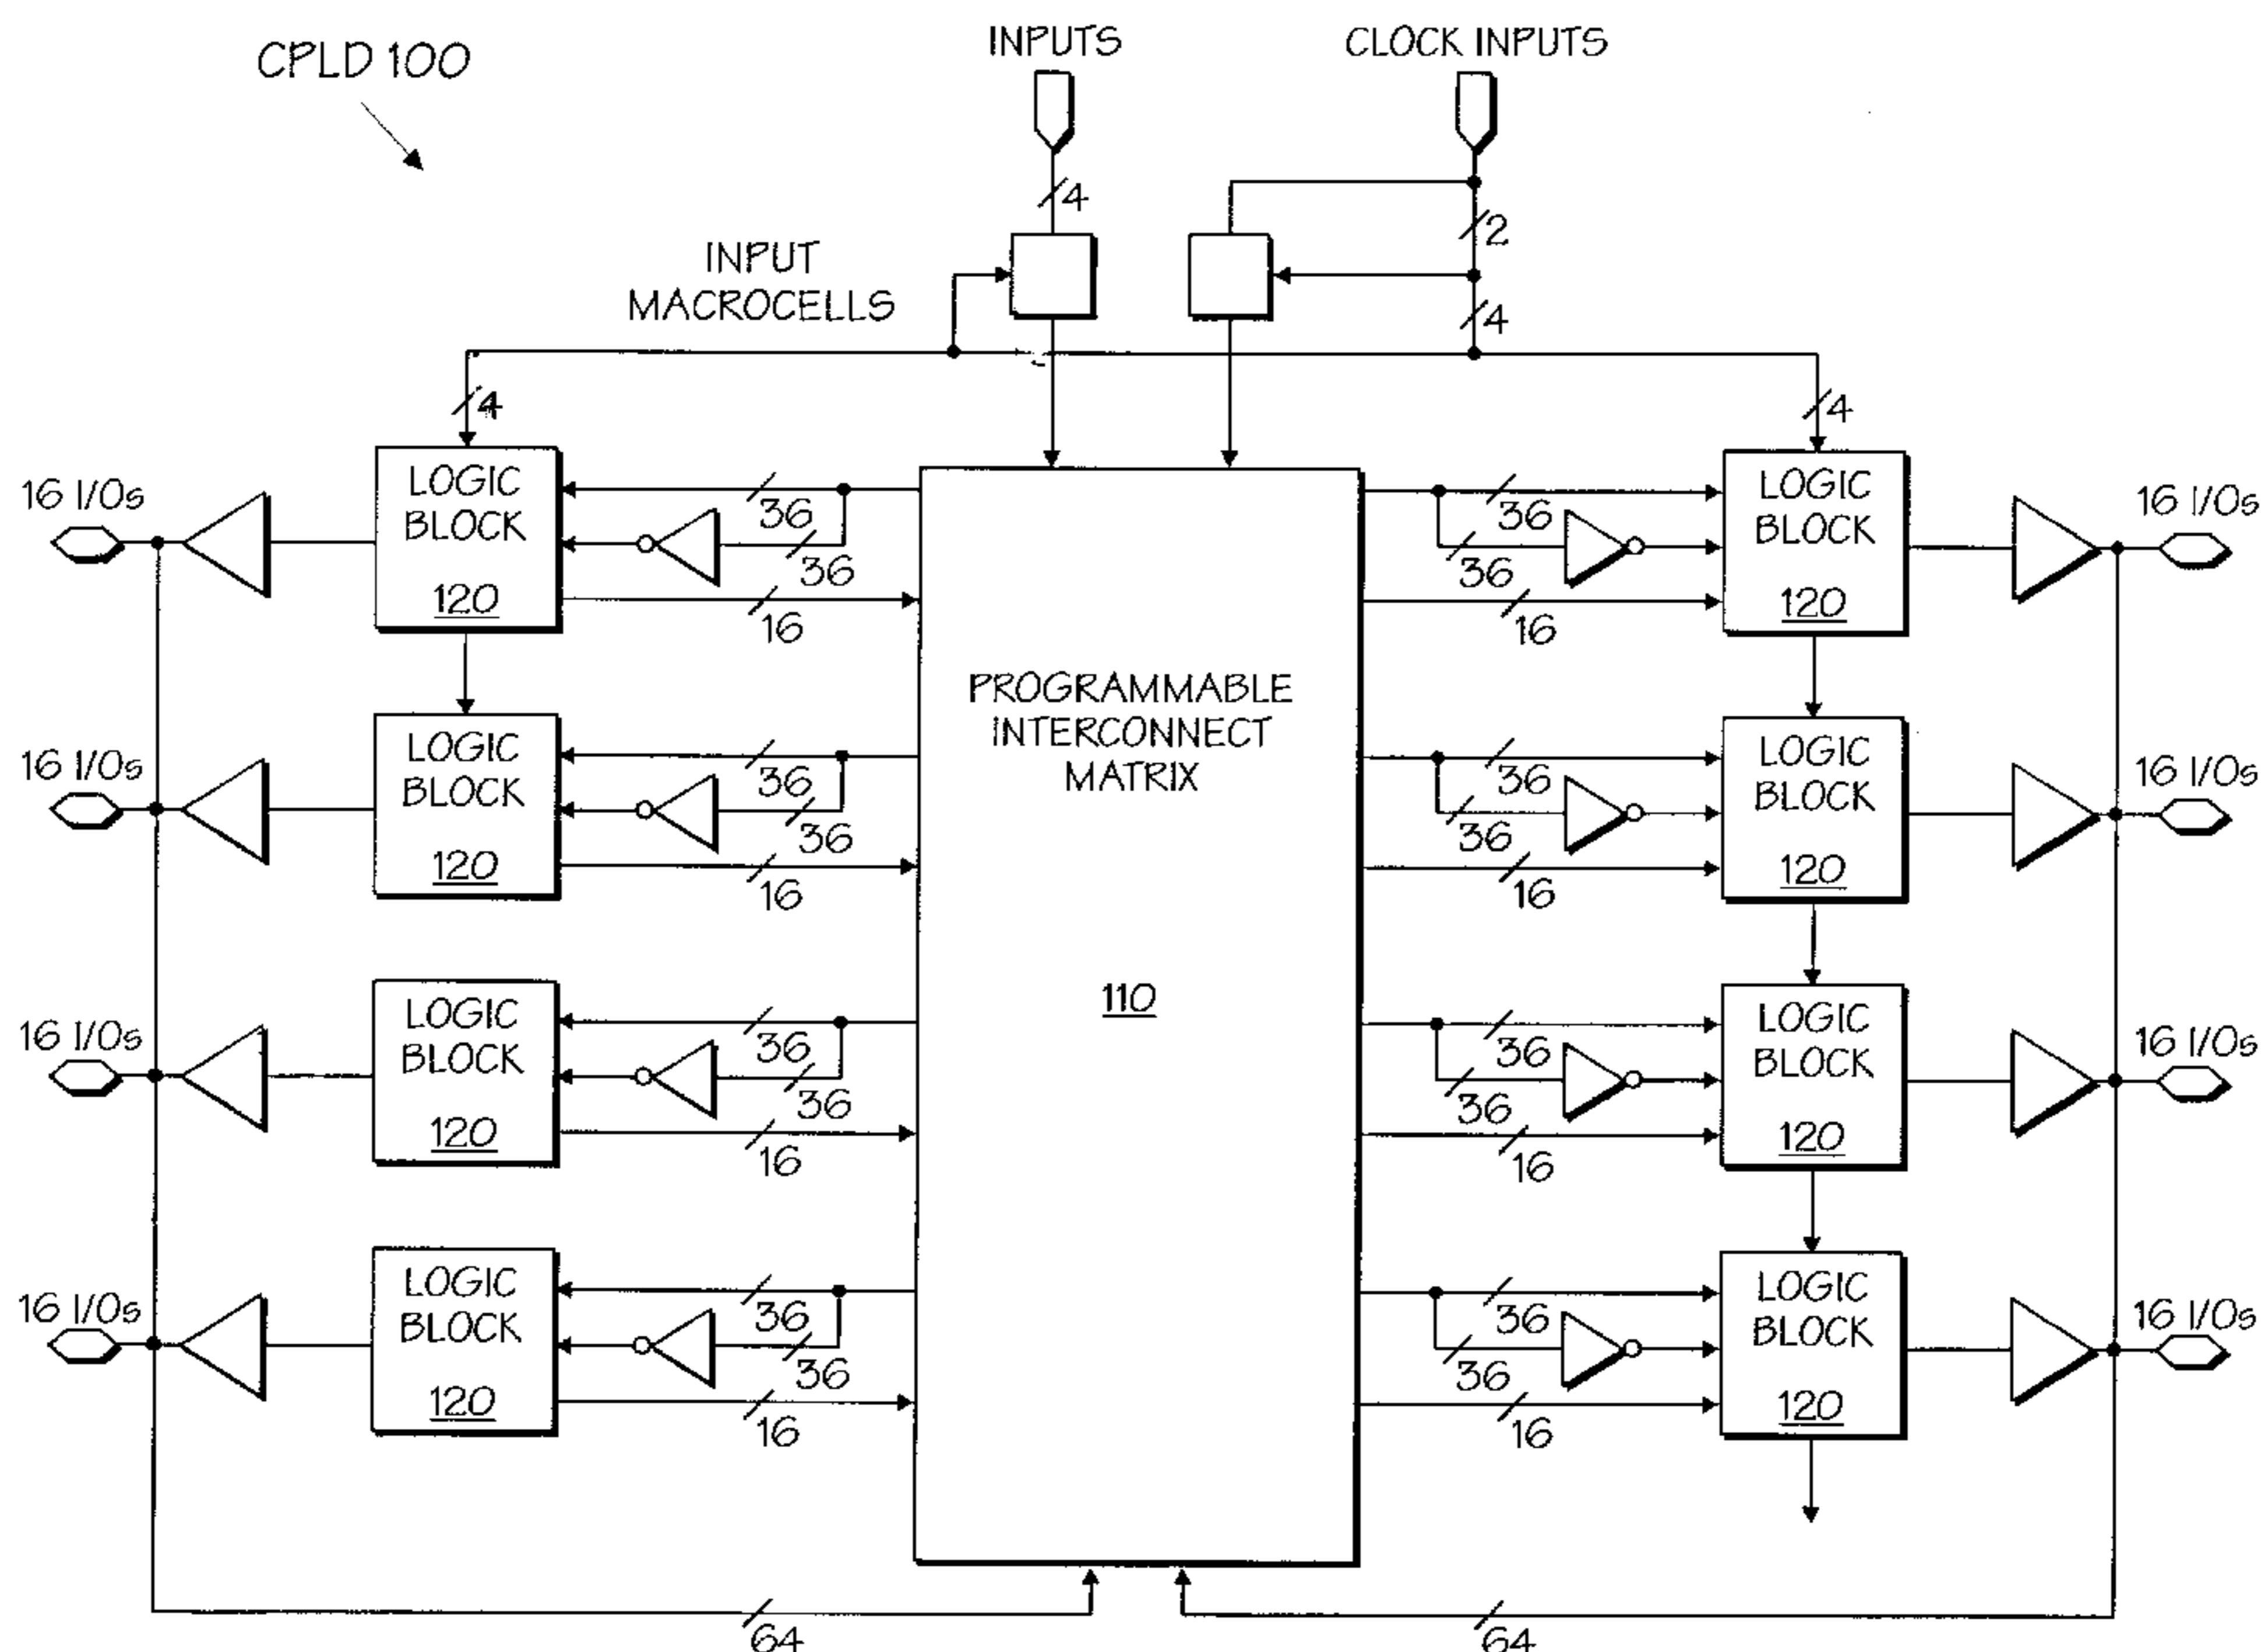 CPLD 100
INPUTS
CLOCK INPUTS
4
2
INPUT
MACROCELLS
4
4
4
16 I/Os
LOGIC
BLOCK
120
36
36
16
36
36
16
LOGIC
BLOCK
120
16 I/Os
PROGRAMMABLE
INTERCONNECT
MATRIX
110
16 I/Os
LOGIC
BLOCK
120
36
36
16
36
36
16
LOGIC
BLOCK
120
16 I/Os
16 I/Os
LOGIC
BLOCK
120
36
36
16
36
36
16
LOGIC
BLOCK
120
16 I/Os
16 I/Os
LOGIC
BLOCK
120
36
36
16
36
36
16
LOGIC
BLOCK
120
16 I/Os
64
64